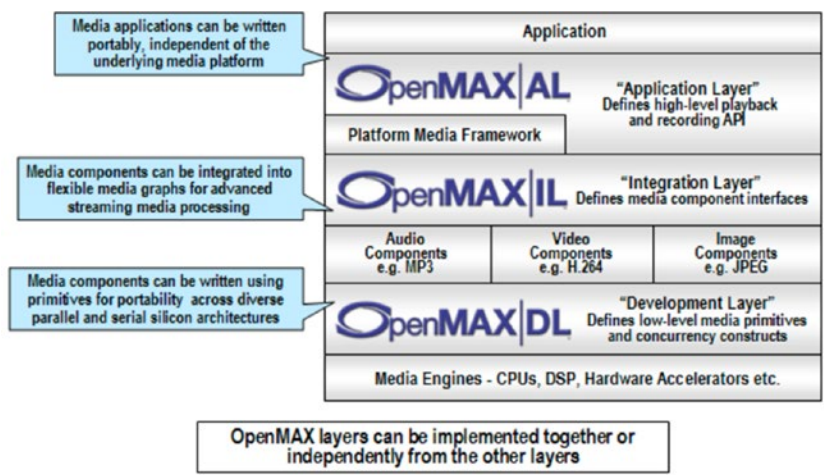 Media applications can be written
portably, independent of the
underlying media platform
Application
OpenMAX|AL
"Application Layer"
Defines high-level playback
and recording API
Platform Media Framework
Media components can be integrated into
flexible media graphs for advanced
streaming media processing
OpenMAX|IL
"Integration Layer"
Defines media component interfaces
Audio
Components
e.g. MP3
Video
Components
e.g. H.264
Image
Components
e.g. JPEG
Media components can be written using
primitives for portability across diverse
parallel and serial silicon architectures
OpenMAX|DL
"Development Layer"
Defines low-level media primitives
and concurrency constructs
Media Engines - CPUs, DSP, Hardware Accelerators etc.
OpenMAX layers can be implemented together or
independently from the other layers